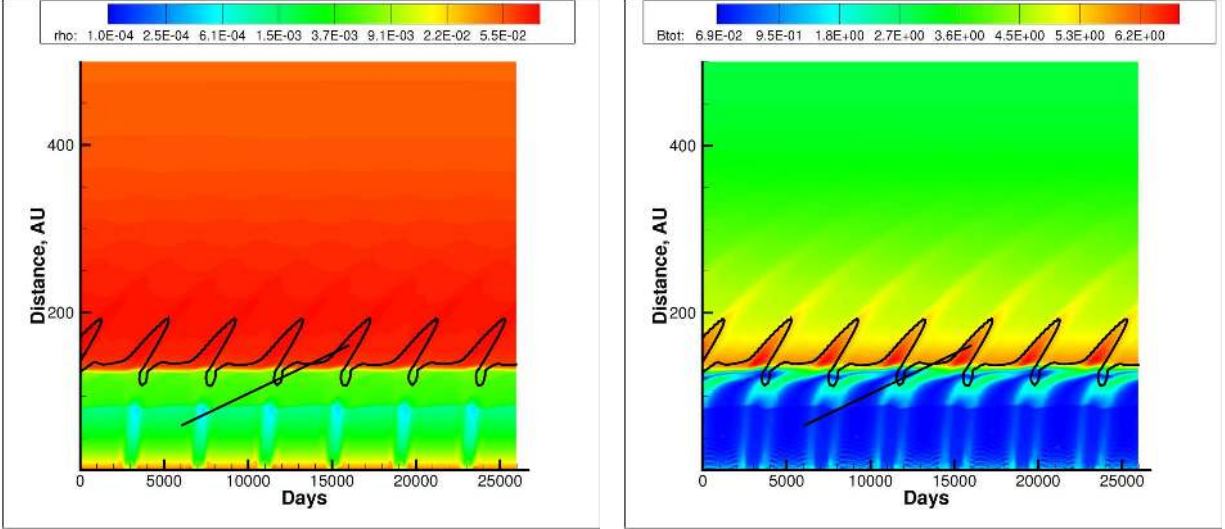 rho: 1.0E-04 2.5E-04 6.1E-04 1.5E-03 3.7E-03 9.1E-03 2.2E-02 5.5E-02
400
200
Distance, AU
0 5000 10000 15000 20000 25000
Days
Btot: 6.9E-02 9.5E-01 1.8E+00 2.7E+00 3.6E+00 4.5E+00 5.3E+00 6.2E+00
400
200
Distance, AU
0 5000 10000 15000 20000 25000
Days